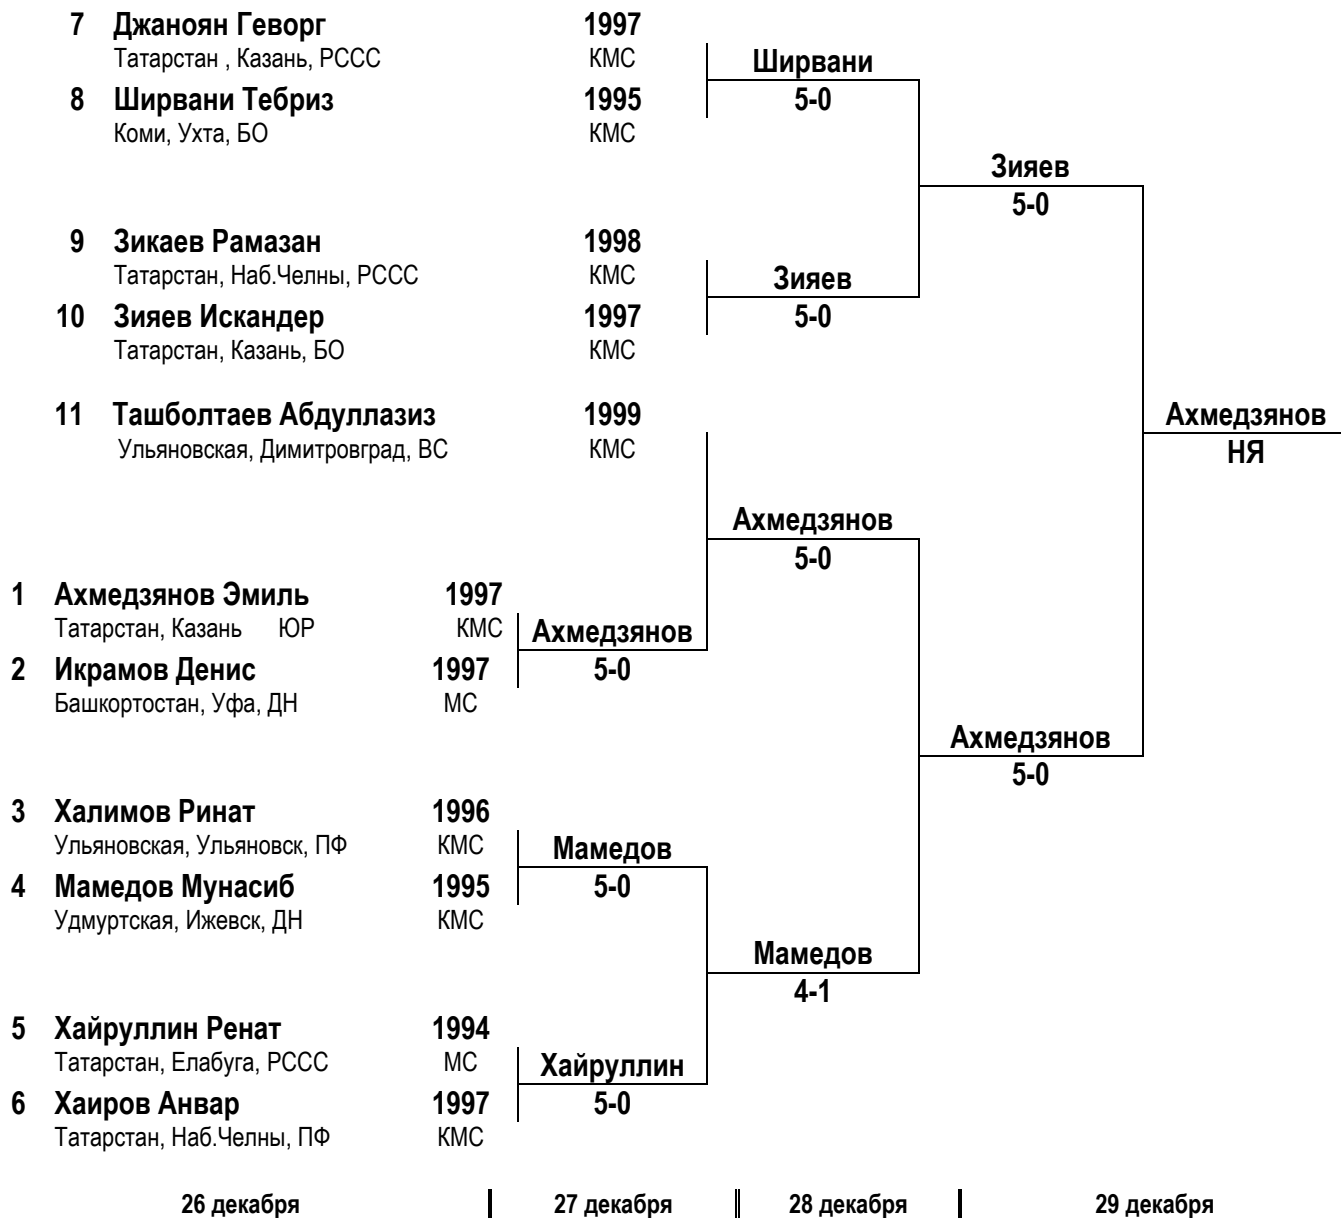 7 Джаноян Геворг 1997
Татарстан , Казань, РССС КМС
Ширвани
8 Ширвани Тебриз 1995
5-0
Коми, Ухта, БО КМС
Зияев
5-0
9 Зикаев Рамазан 1998
Татарстан, Наб.Челны, РССС КМС
Зияев
10 Зияев Искандер 1997
5-0
Татарстан, Казань, БО КМС
11 Ташболтаев Абдуллазиз 1999
Ахмедзянов
Ульяновская, Димитровград, ВС КМС
НЯ
Ахмедзянов
5-0
1 Ахмедзянов Эмиль 1997
Татарстан, Казань ЮР КМС
Ахмедзянов
2 Икрамов Денис 1997
5-0
Башкортостан, Уфа, ДН МС
Ахмедзянов
5-0
3 Халимов Ринат 1996
Ульяновская, Ульяновск, ПФ КМС
Мамедов
4 Мамедов Мунасиб 1995
5-0
Удмуртская, Ижевск, ДН КМС
Мамедов
4-1
5 Хайруллин Ренат 1994
Татарстан, Елабуга, РССС МС
Хайруллин
6 Хаиров Анвар 1997
5-0
Татарстан, Наб.Челны, ПФ КМС
26 декабря 27 декабря 28 декабря 29 декабря